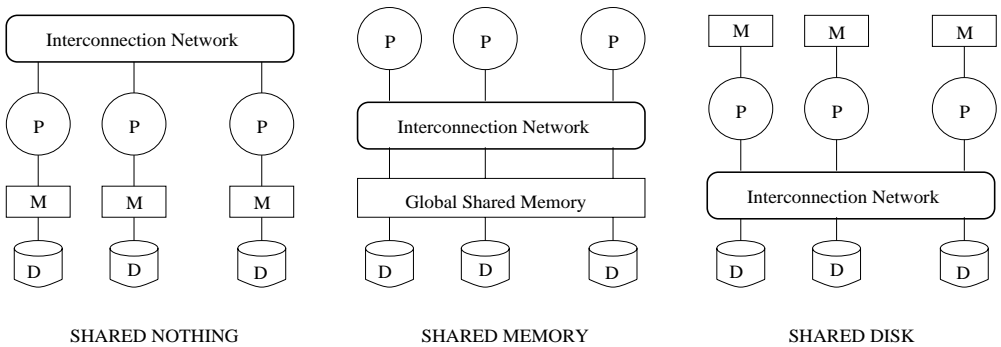 Interconnection Network
P P P
M M M
D D D
SHARED NOTHING
P P P
Interconnection Network
Global Shared Memory
D D D
SHARED MEMORY
M M M
P P P
Interconnection Network
D D D
SHARED DISK